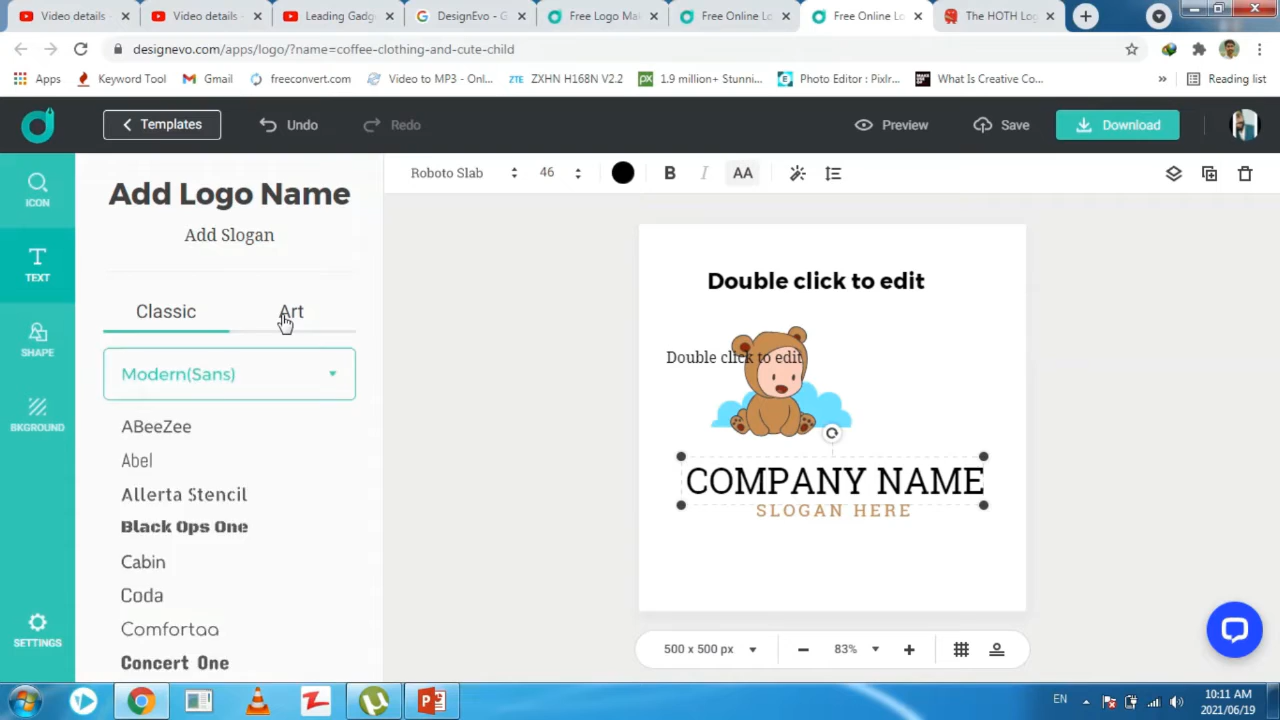 Video details -
Video details -
Leading Gadg
DesignEvo - G
Free Logo Ma
Free Online Lo
Free Online Lo
The HOTH Log
designevo.com/apps/logo/?name=coffee-clothing-and-cute-child
Apps
Keyword Tool
Gmail
freeconvert.com
Video to MP3 - Onl...
ZTE ZXHN H168N V2.2
px 1.9 million+ Stunni...
Photo Editor : Pixlr...
What Is Creative Co...
»
Reading list
Templates
Undo
Redo
Preview
Save
Download
ICON
TEXT
SHAPE
BKGROUND
SETTINGS
Add Logo Name
Add Slogan
Classic
Art
Modern(Sans)
ABeeZee
Abel
Allerta Stencil
Black Ops One
Cabin
Coda
Comfortaa
Concert One
Roboto Slab
46
B
I
AA
Double click to edit
Double click to edit
COMPANY NAME
SLOGAN HERE
500 x 500 px
83%
EN
10:11 AM
2021/06/19